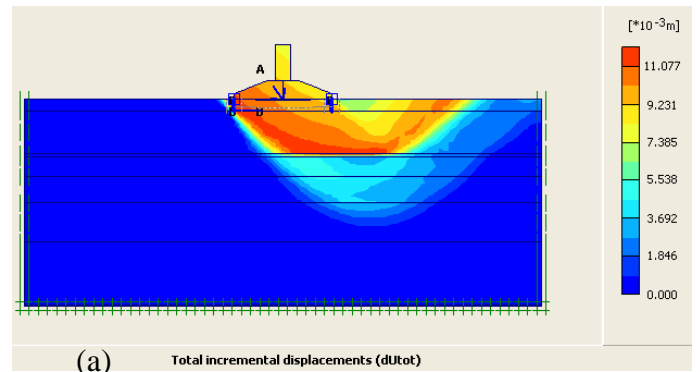 [*10⁻³m]
A
11.077
9.231
7.385
5.538
3.692
1.846
0.000
(a) Total incremental displacements (dUtot)